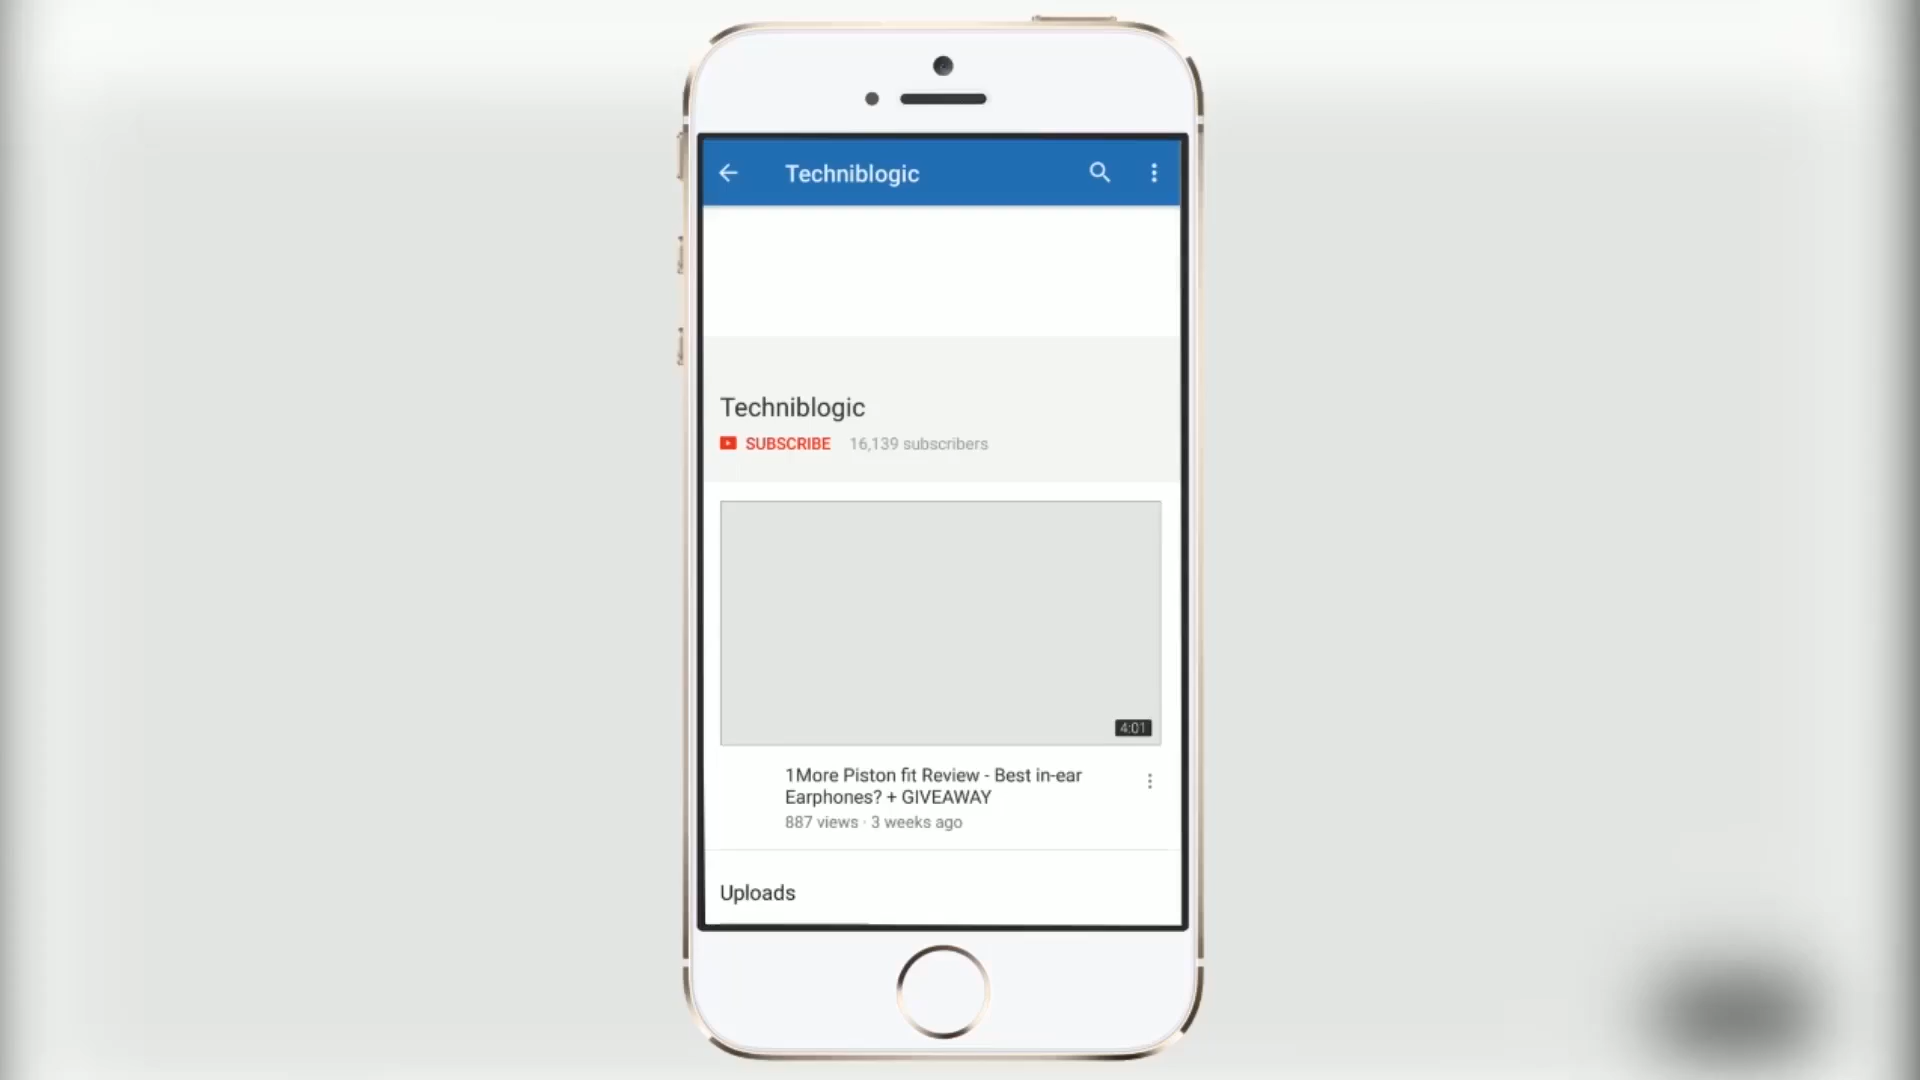 Techniblogic
Techniblogic
SUBSCRIBE 16,139 subscribers
4:01
1More Piston fit Review - Best in-ear
Earphones? + GIVEAWAY
887 views · 3 weeks ago
Uploads